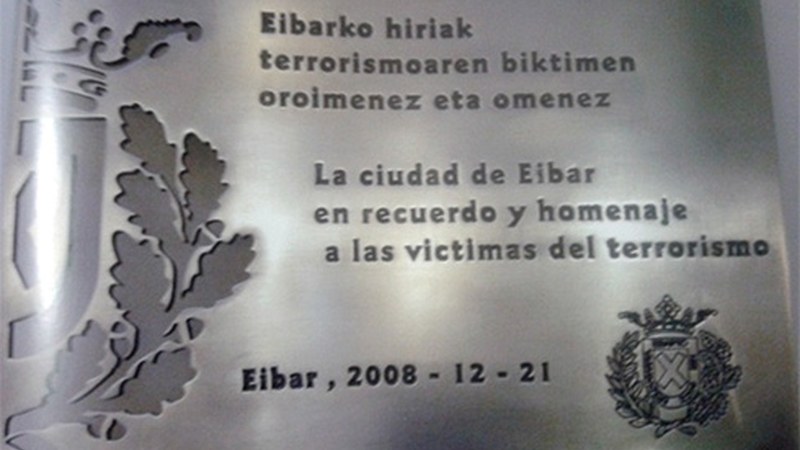 Eibarko hiriak
terrorismoaren biktimen
oroimenez eta omenez
La ciudad de Eibar
en recuerdo y homenaje
a las victimas del terrorismo
Eibar , 2008 - 12 - 21